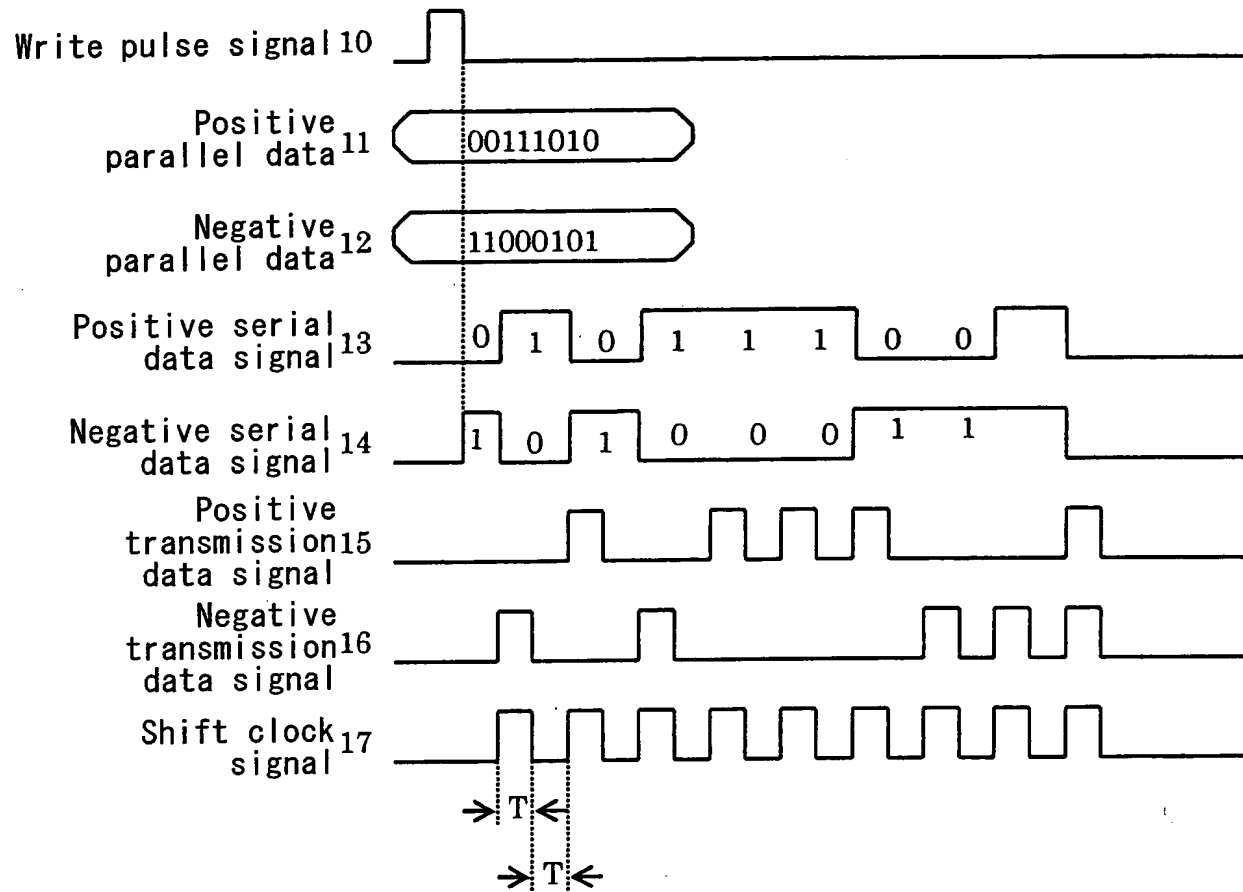 Write pulse signal 10
Positive
parallel data 11
00111010
Negative
parallel data 12
11000101
Positive serial
data signal 13
0 1 0 1 1 1 0 0
Negative serial
data signal 14
1 0 1 0 0 0 1 1
Positive
transmission 15
data signal
Negative
transmission 16
data signal
Shift clock
signal 17
T
T